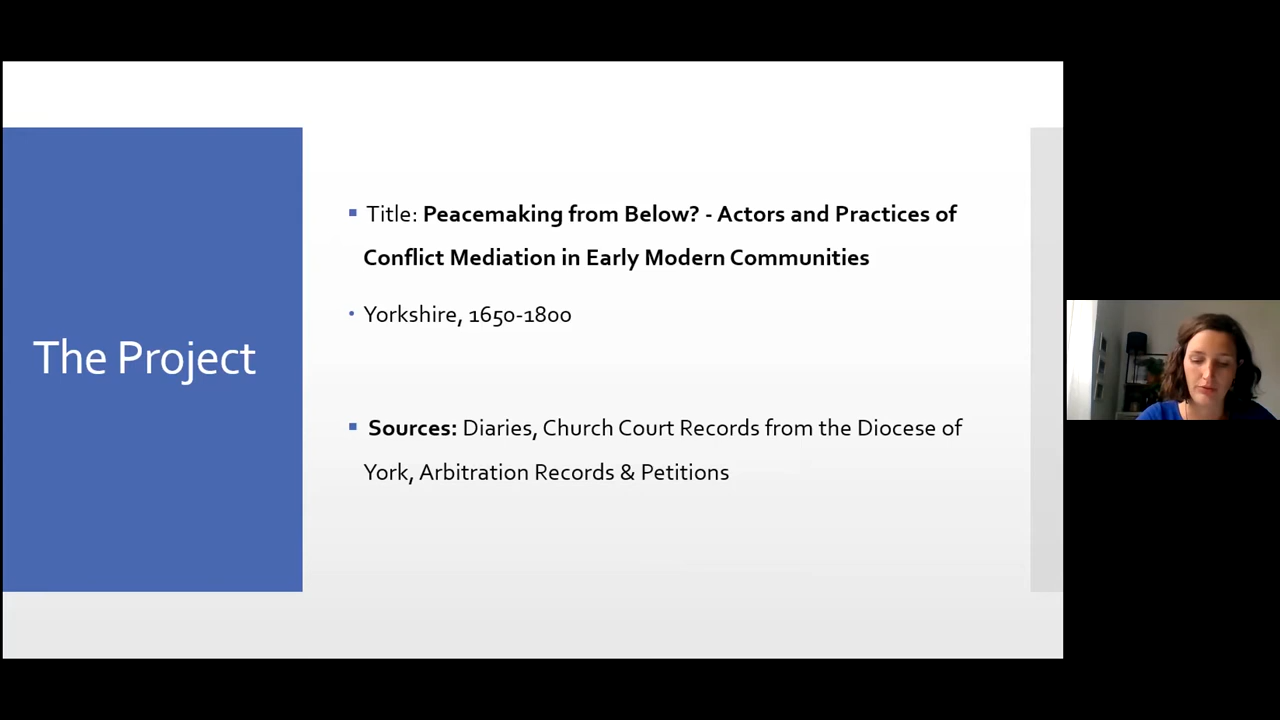 The Project
Title: Peacemaking from Below? - Actors and Practices of
Conflict Mediation in Early Modern Communities
Yorkshire, 1650-1800
Sources: Diaries, Church Court Records from the Diocese of
York, Arbitration Records & Petitions